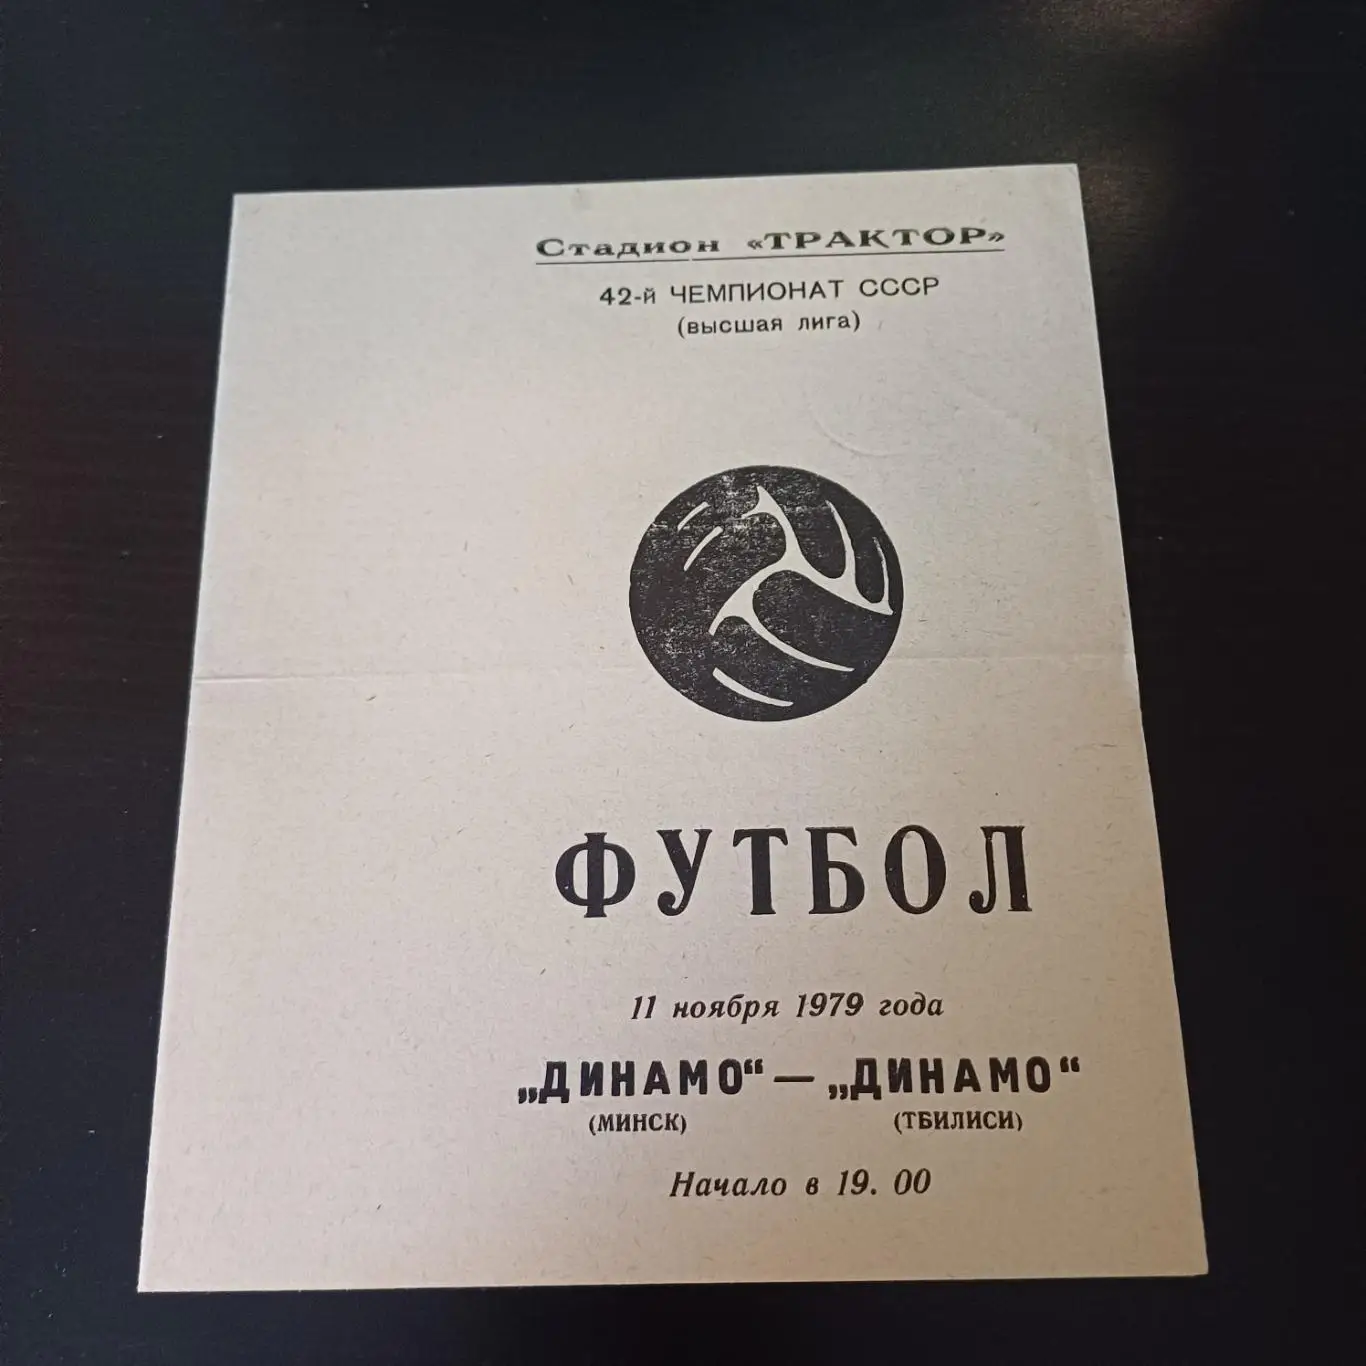 Стадион «ТРАКТОР»
42-й ЧЕМПИОНАТ СССР
(высшая лига)
ФУТБОЛ
11 ноября 1979 года
„ДИНАМО“ — „ДИНАМО“
(МИНСК) (ТБИЛИСИ)
Начало в 19. 00